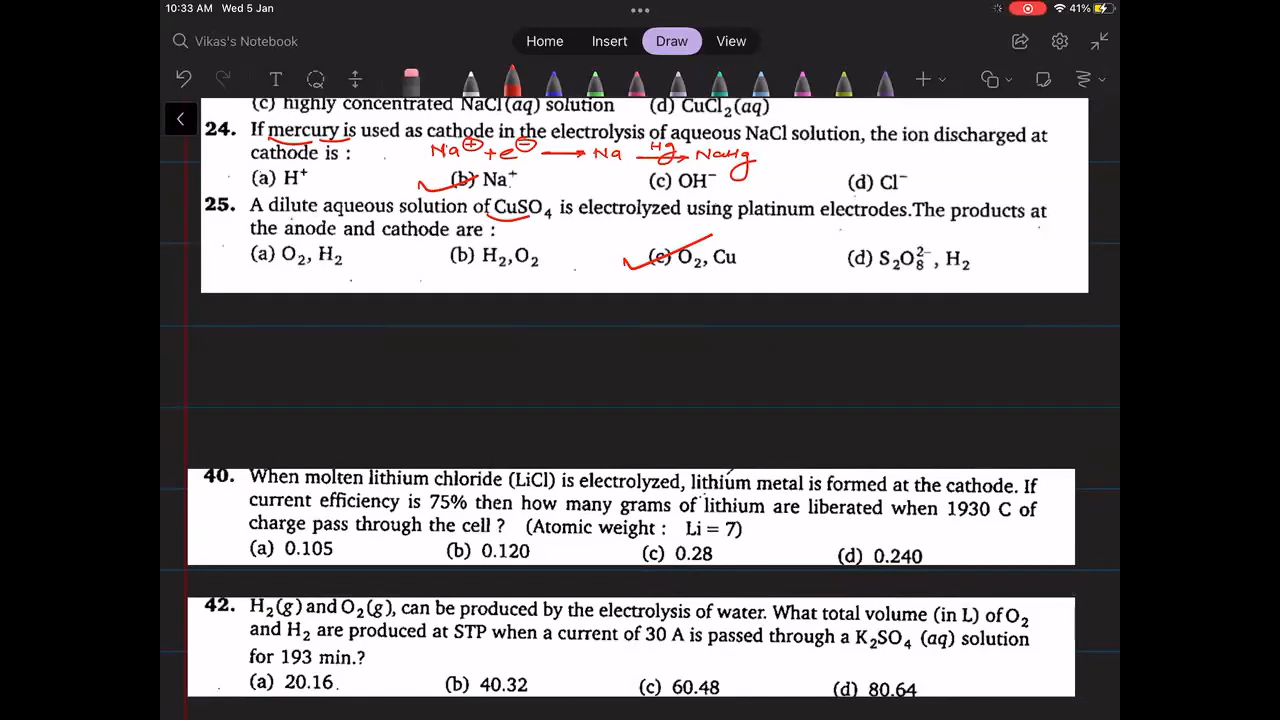 10:33 AM Wed 5 Jan
41%
Vikas's Notebook
Home Insert Draw View
(c) highly concentrated NaCl(aq) solution (d) CuCl₂(aq)
24. If mercury is used as cathode in the electrolysis of aqueous NaCl solution, the ion discharged at
cathode is :
Na⊕ + e⊖ → Na —Hg→ NaHg
(a) H⁺ (b) Na⁺ (c) OH⁻ (d) Cl⁻
25. A dilute aqueous solution of CuSO₄ is electrolyzed using platinum electrodes.The products at
the anode and cathode are :
(a) O₂, H₂ (b) H₂,O₂ (c) O₂, Cu (d) S₂O₈²⁻, H₂
40. When molten lithium chloride (LiCl) is electrolyzed, lithium metal is formed at the cathode. If
current efficiency is 75% then how many grams of lithium are liberated when 1930 C of
charge pass through the cell ? (Atomic weight : Li = 7)
(a) 0.105 (b) 0.120 (c) 0.28 (d) 0.240
42. H₂(g) and O₂(g), can be produced by the electrolysis of water. What total volume (in L) of O₂
and H₂ are produced at STP when a current of 30 A is passed through a K₂SO₄ (aq) solution
for 193 min.?
(a) 20.16 (b) 40.32 (c) 60.48 (d) 80.64